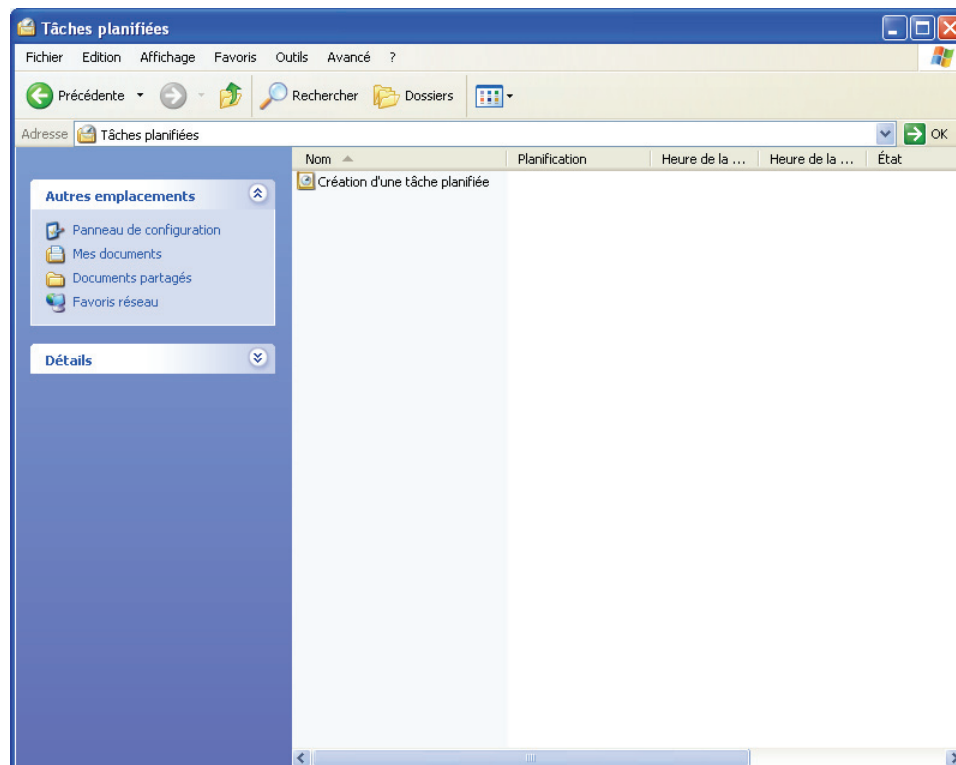 Tâches planifiées
Fichier Edition Affichage Favoris Outils Avancé ?
Précédente Rechercher Dossiers
Adresse Tâches planifiées OK
Nom Planification Heure de la ... Heure de la ... État
Création d'une tâche planifiée
Autres emplacements
Panneau de configuration
Mes documents
Documents partagés
Favoris réseau
Détails